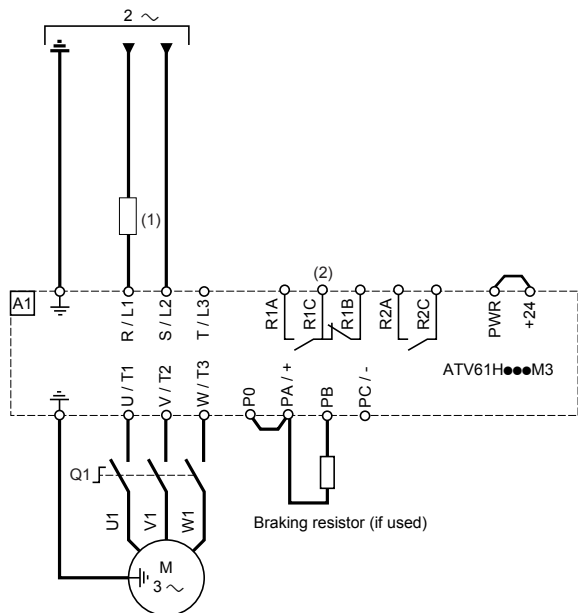 2 ~
(1)
(2)
A1
R / L1
S / L2
T / L3
R1A
R1C
R1B
R2A
R2C
PWR
+24
ATV61H●●●M3
U / T1
V / T2
W / T3
P0
PA / +
PB
PC / -
Q1
U1
V1
W1
Braking resistor (if used)
M
3 ~